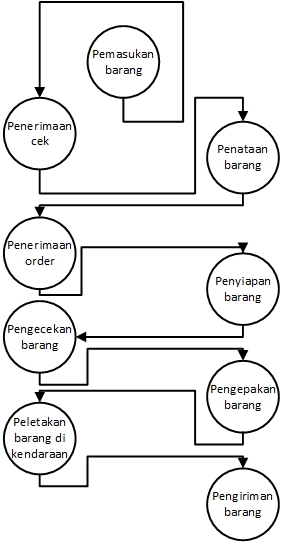 Pemasukan
barang
Penerimaan
cek
Penataan
barang
Penerimaan
order
Penyiapan
barang
Pengecekan
barang
Pengepakan
barang
Peletakan
barang di
kendaraan
Pengiriman
barang